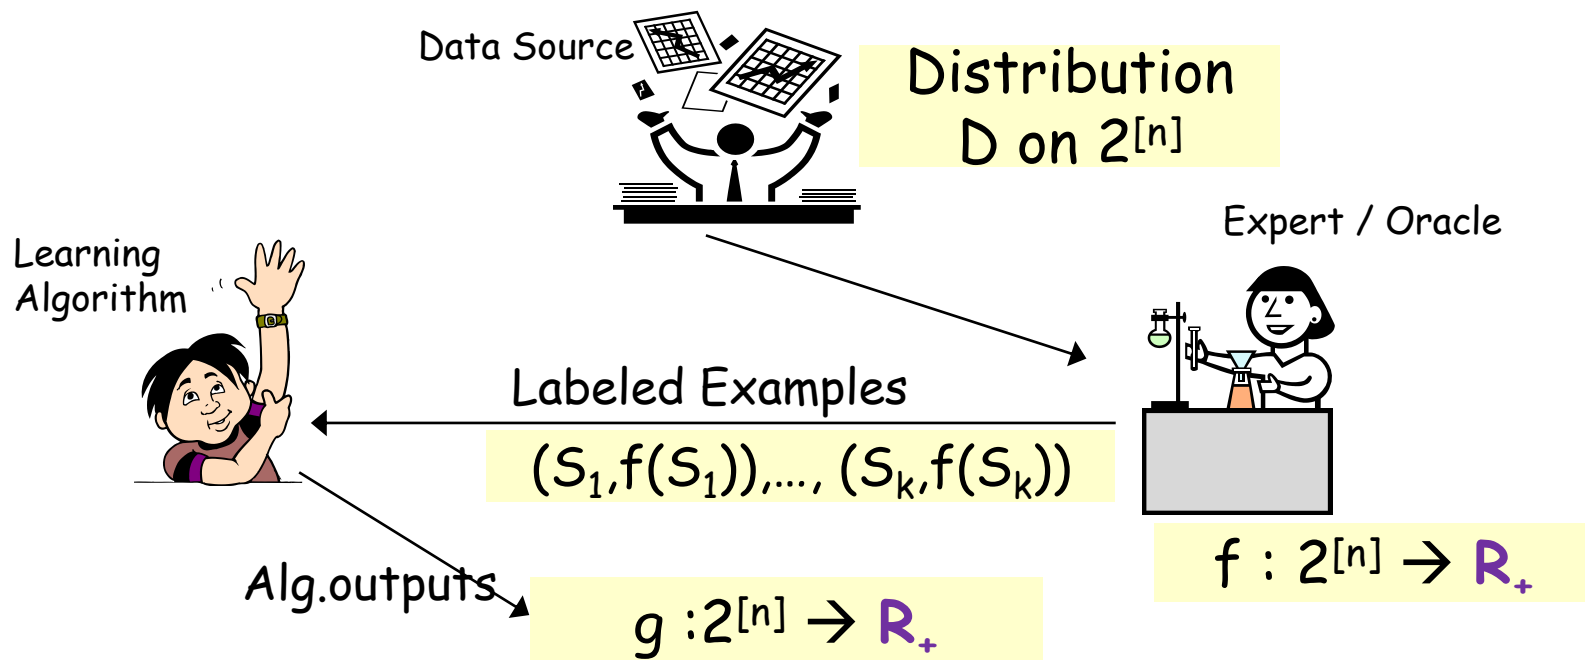 Data Source
Distribution
D on 2^[n]
Expert / Oracle
Learning
Algorithm
Labeled Examples
(S₁,f(S₁)),..., (Sₖ,f(Sₖ))
f : 2^[n] → R₊
Alg.outputs
g :2^[n] → R₊